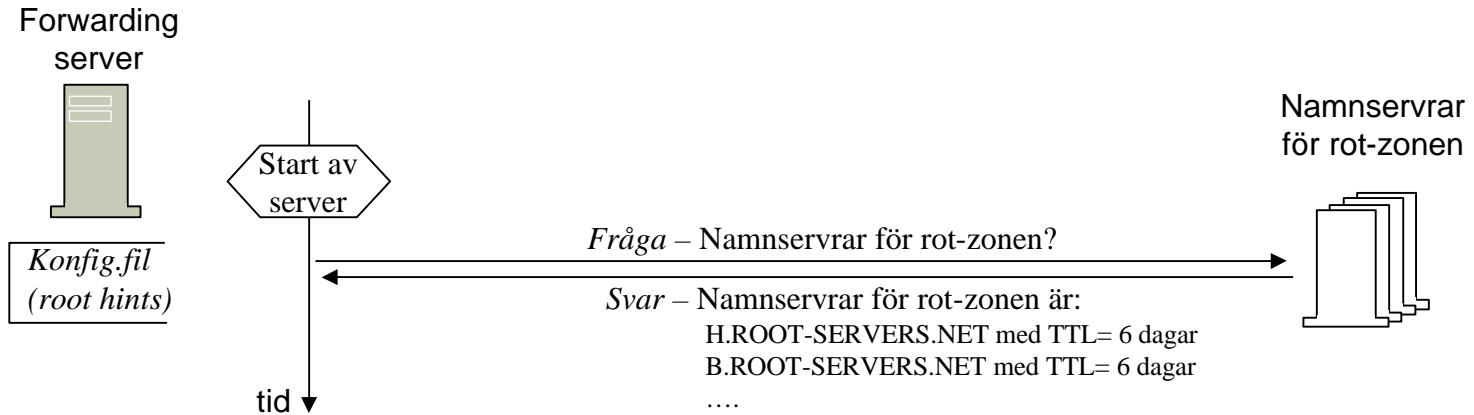 Forwarding
server
Namnservrar
för rot-zonen
Start av
server
Konfig.fil
(root hints)
Fråga – Namnservrar för rot-zonen?
Svar – Namnservrar för rot-zonen är:
H.ROOT-SERVERS.NET med TTL= 6 dagar
B.ROOT-SERVERS.NET med TTL= 6 dagar
….
tid